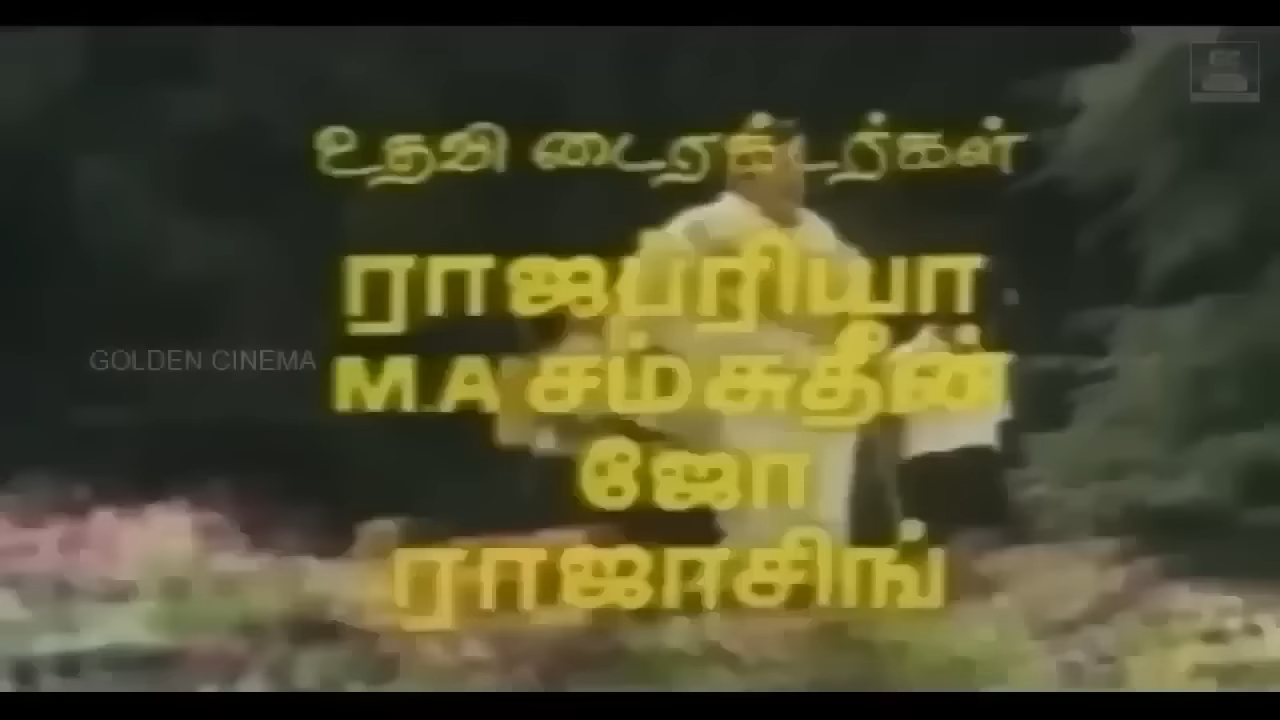 உதவி டைரக்டர்கள்
ராஜபிரியா
M.A சம்சுதீன்
GOLDEN CINEMA
ஜோ
ராஜாசிங்